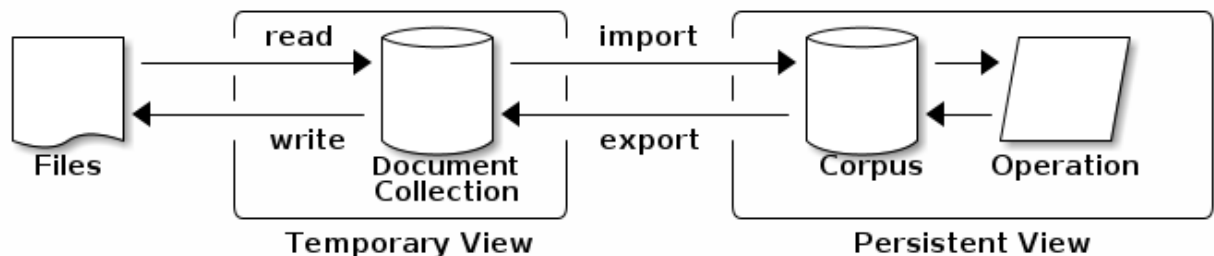 read
import
write
export
Files
Document
Collection
Corpus
Operation
Temporary View
Persistent View